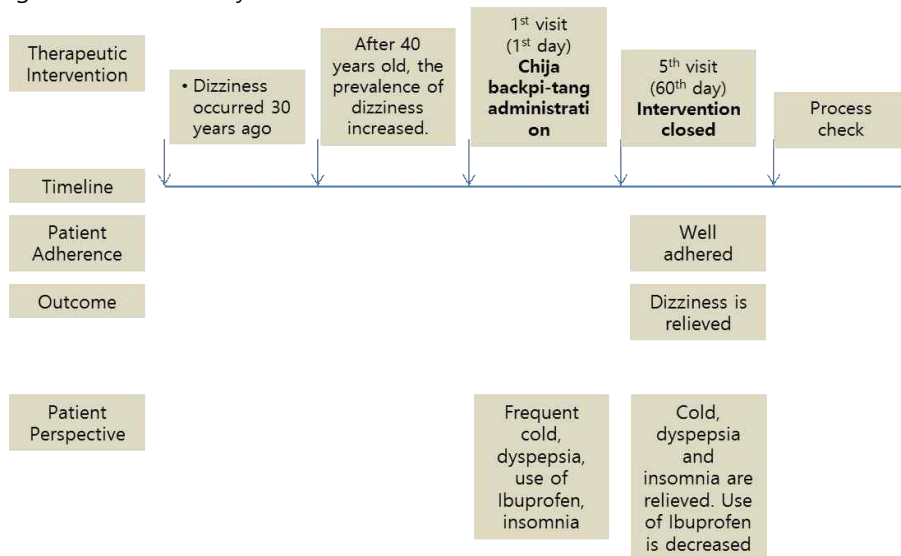 Therapeutic
Intervention
• Dizziness
occurred 30
years ago
After 40
years old, the
prevalence of
dizziness
increased.
1st visit
(1st day)
Chija
backpi-tang
administrati
on
5th visit
(60th day)
Intervention
closed
Process
check
Timeline
Patient
Adherence
Well
adhered
Outcome
Dizziness is
relieved
Patient
Perspective
Frequent
cold,
dyspepsia,
use of
Ibuprofen,
insomnia
Cold,
dyspepsia
and
insomnia are
relieved. Use
of Ibuprofen
is decreased